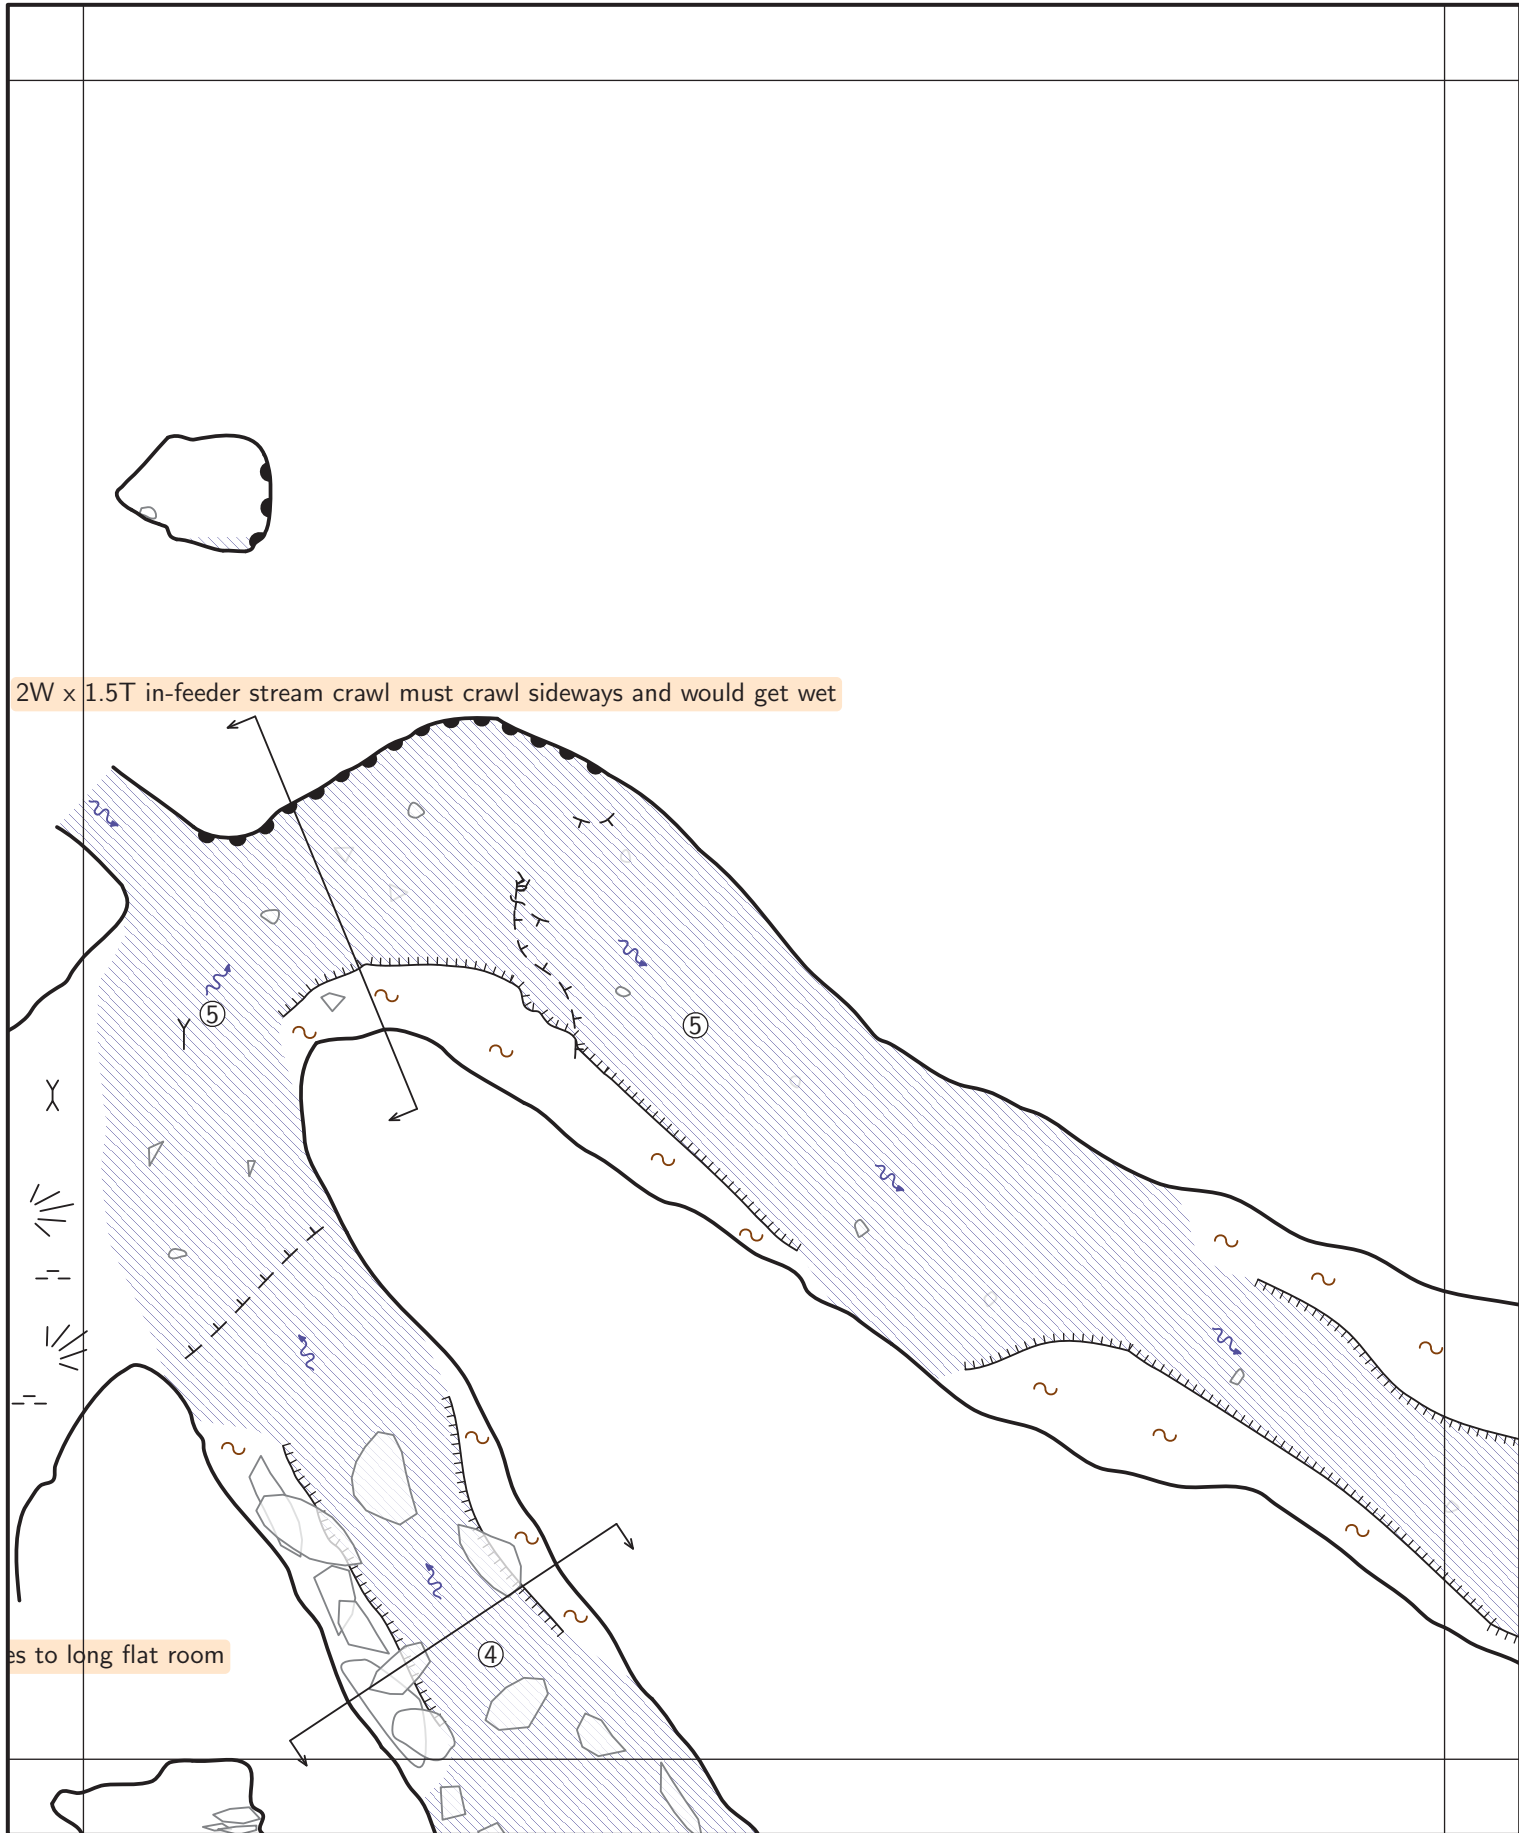 2W x 1.5T in-feeder stream crawl must crawl sideways and would get wet
5
5
4
es to long flat room